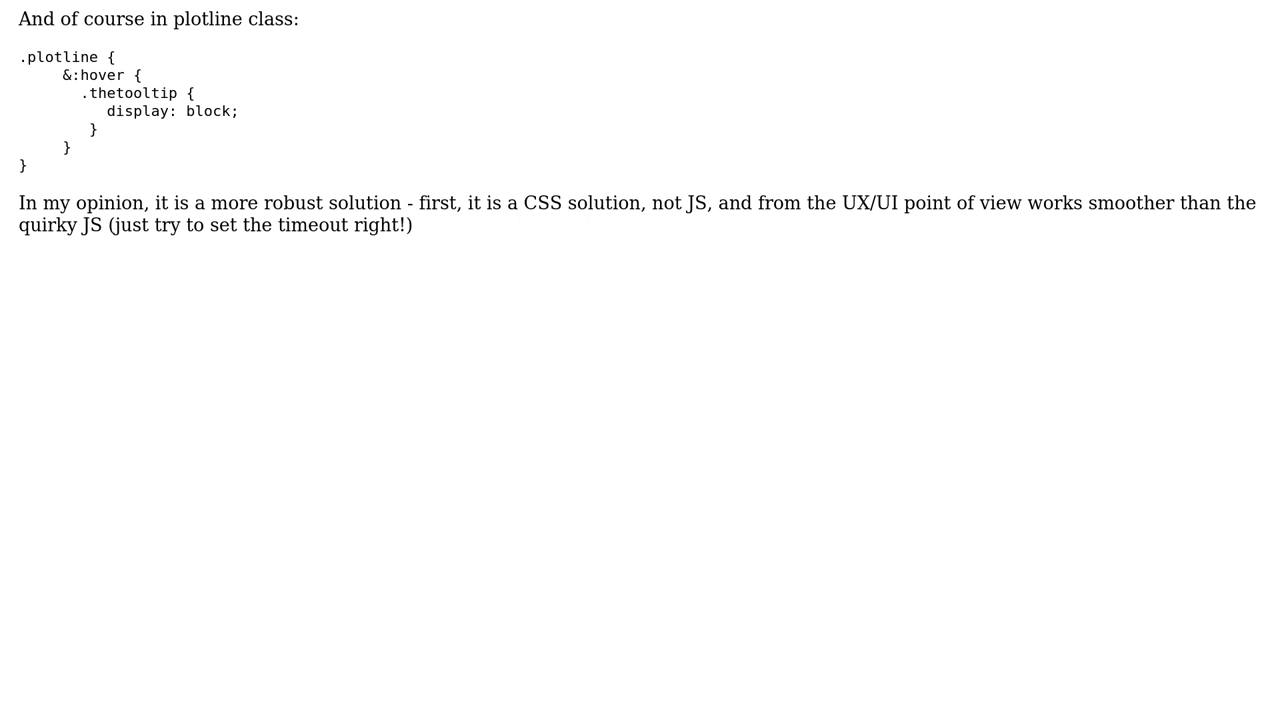 And of course in plotline class:
.plotline {
     &:hover {
       .thetooltip {
          display: block;
        }
     }
}
In my opinion, it is a more robust solution - first, it is a CSS solution, not JS, and from the UX/UI point of view works smoother than the
quirky JS (just try to set the timeout right!)